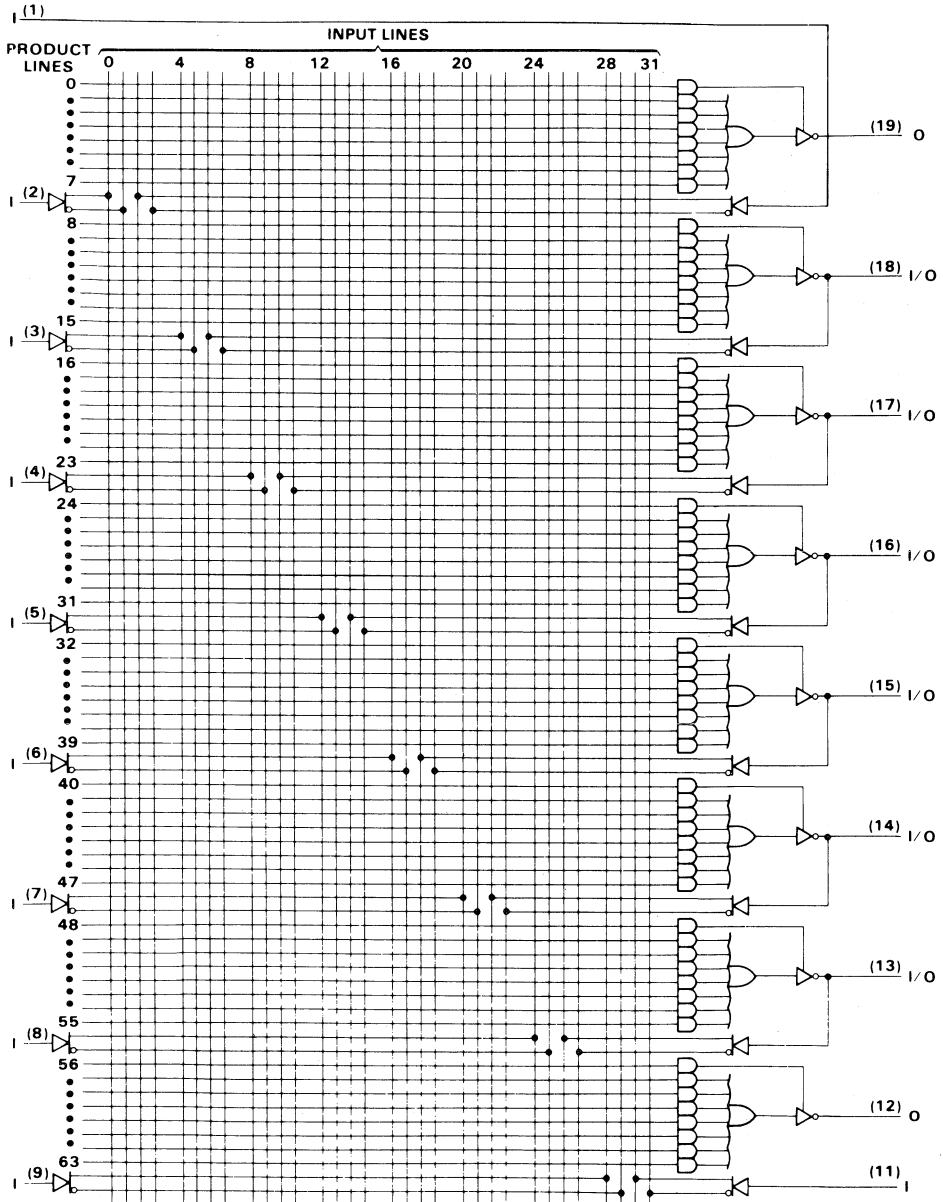 I (1)
INPUT LINES
PRODUCT LINES
0 4 8 12 16 20 24 28 31
0
(19) O
7
I (2)
8
(18) I/O
15
I (3)
16
(17) I/O
23
I (4)
24
(16) I/O
31
I (5)
32
(15) I/O
39
I (6)
40
(14) I/O
47
I (7)
48
(13) I/O
55
I (8)
56
(12) O
63
I (9)
(11) I